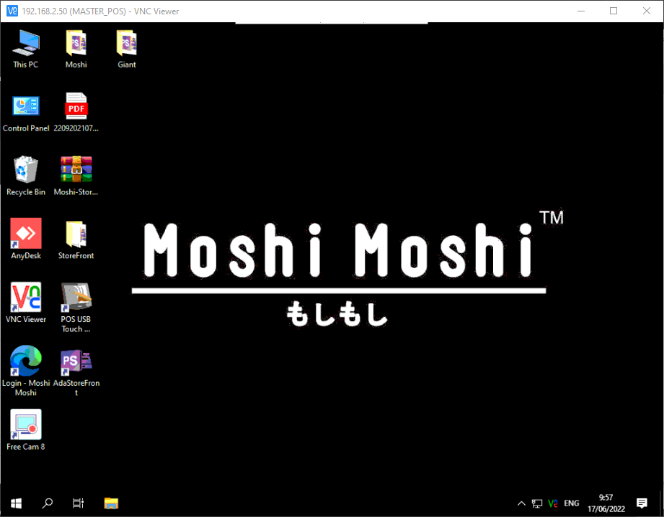 192.168.2.50 (MASTER_POS) - VNC Viewer
This PC
Moshi
Giant
Control Panel
PDF
2209202107...
Recycle Bin
Moshi-Stor...
AnyDesk
StoreFront
VNC Viewer
POS USB
Touch ...
PS
Login - Moshi
Moshi
AdaStoreFron
t
Free Cam 8
Moshi Moshi TM
もしもし
ENG
9:57
17/06/2022